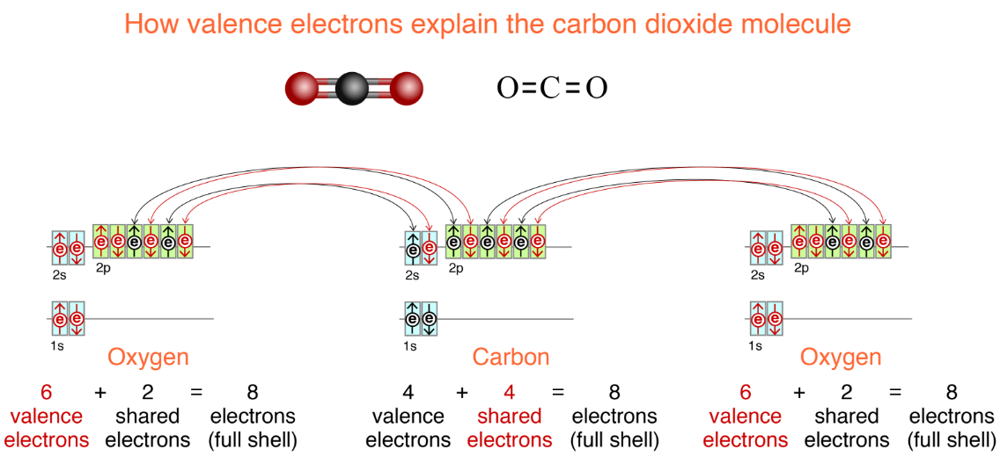 How valence electrons explain the carbon dioxide molecule
O=C=O
e e e e e e e e
2s 2p
e e e e e e e e
2s 2p
e e e e e e e e
2s 2p
e e
1s
e e
1s
e e
1s
Oxygen Carbon Oxygen
6 + 2 = 8 4 + 4 = 8 6 + 2 = 8
valence shared electrons valence shared electrons valence shared electrons
electrons electrons (full shell) electrons electrons (full shell) electrons electrons (full shell)